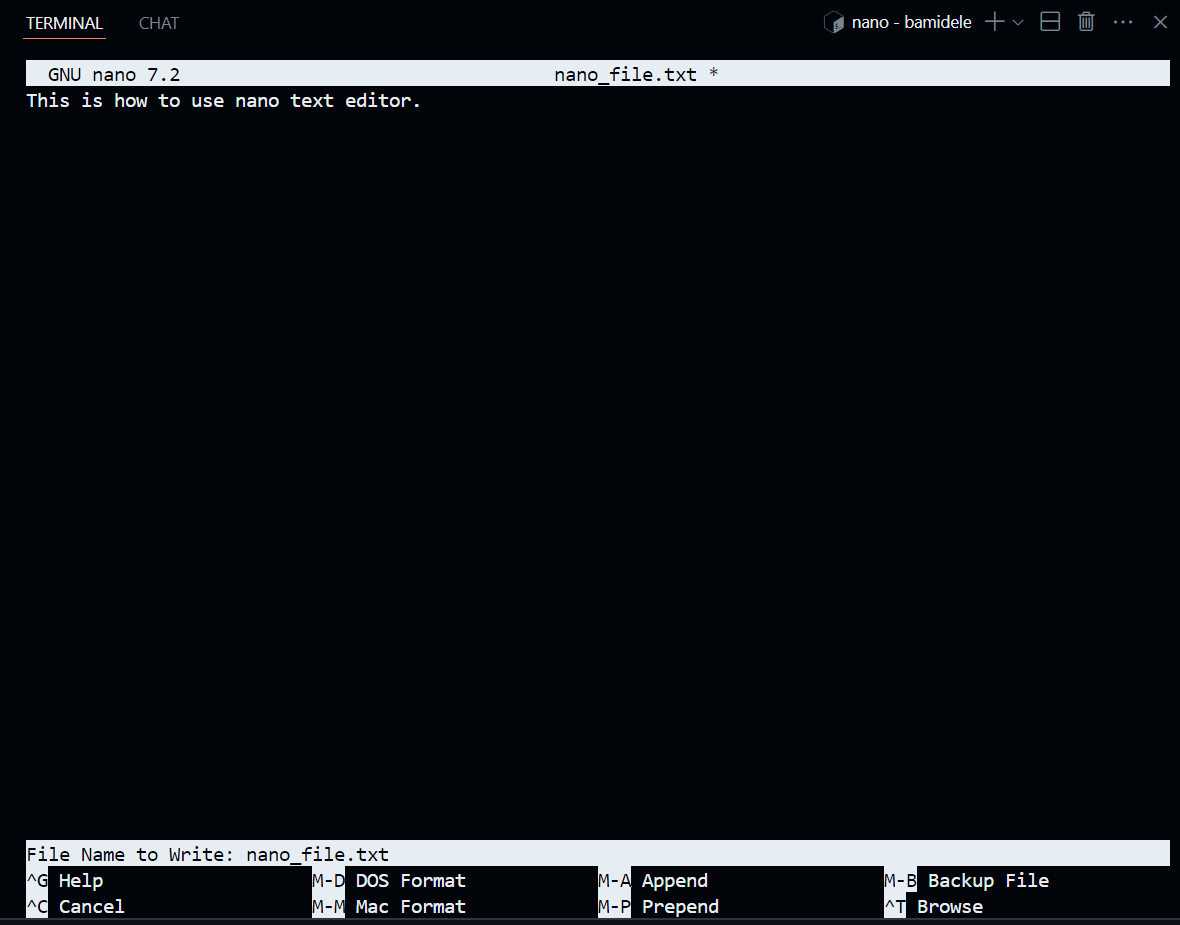 TERMINAL CHAT nano - bamidele
GNU nano 7.2 nano_file.txt *
This is how to use nano text editor.
File Name to Write: nano_file.txt
^G Help M-D DOS Format M-A Append M-B Backup File
^C Cancel M-M Mac Format M-P Prepend ^T Browse